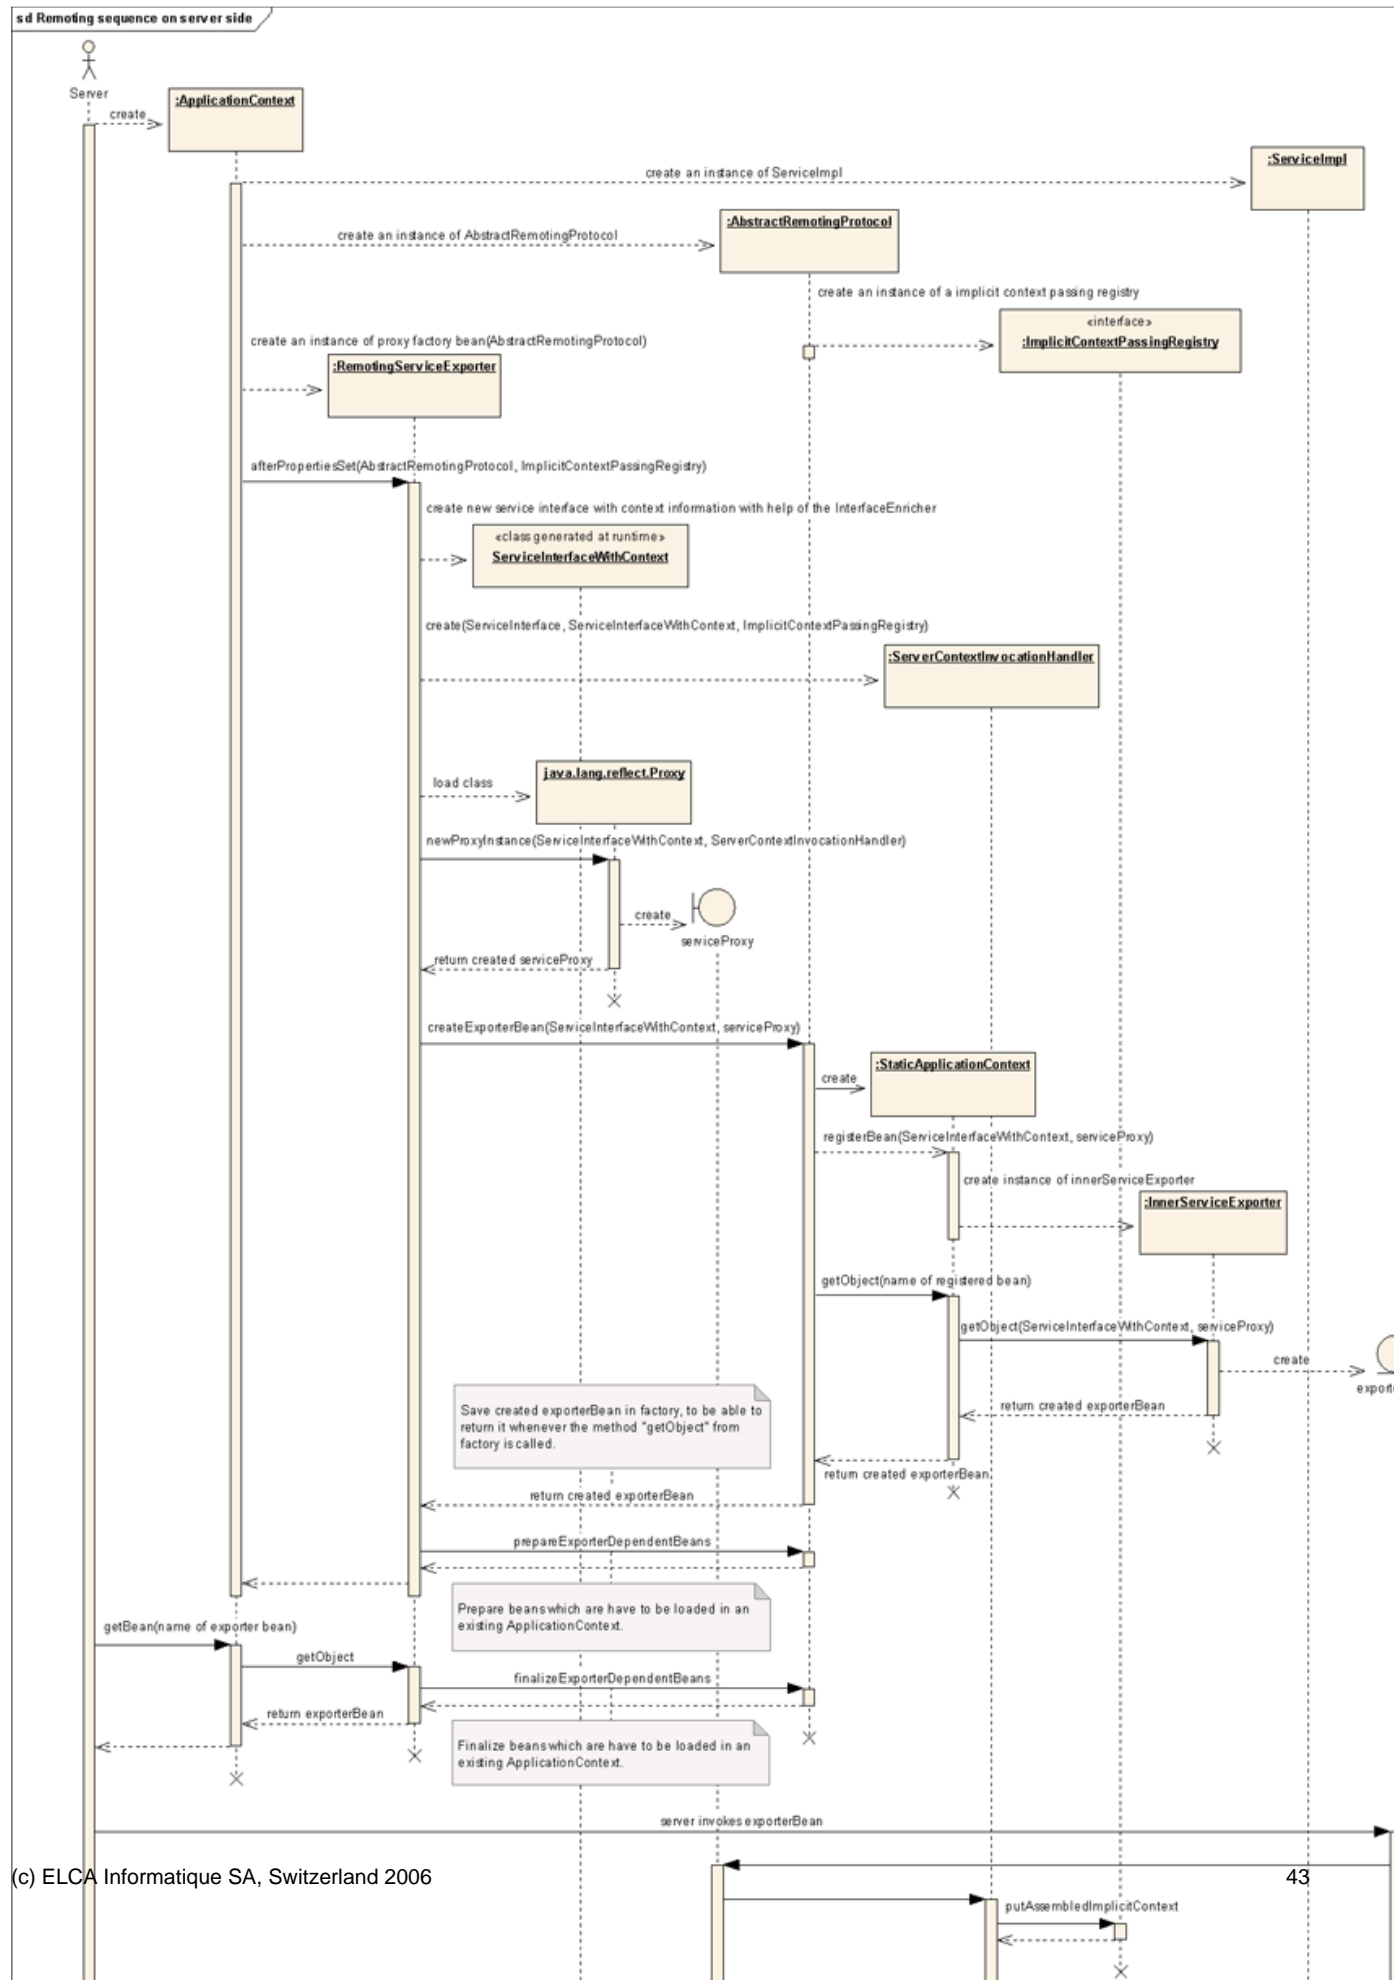 sd Remoting sequence on server side
Server
create
:ApplicationContext
create an instance of ServiceImpl
:ServiceImpl
create an instance of AbstractRemotingProtocol
:AbstractRemotingProtocol
create an instance of a implicit context passing registry
«interface»
:ImplicitContextPassingRegistry
create an instance of proxy factory bean(AbstractRemotingProtocol)
:RemotingServiceExporter
afterPropertiesSet(AbstractRemotingProtocol, ImplicitContextPassingRegistry)
create new service interface with context information with help of the InterfaceEnricher
«class generated at runtime»
ServiceInterfaceWithContext
create(ServiceInterface, ServiceInterfaceWithContext, ImplicitContextPassingRegistry)
:ServerContextInvocationHandler
load class
java.lang.reflect.Proxy
newProxyInstance(ServiceInterfaceWithContext, ServerContextInvocationHandler)
create
serviceProxy
return created serviceProxy
createExporterBean(ServiceInterfaceWithContext, serviceProxy)
create
:StaticApplicationContext
registerBean(ServiceInterfaceWithContext, serviceProxy)
create instance of innerServiceExporter
:InnerServiceExporter
getObject(name of registered bean)
getObject(ServiceInterfaceWithContext, serviceProxy)
create
Save created exporterBean in factory, to be able to
return it whenever the method "getObject" from
factory is called.
return created exporterBean
return created exporterBean
return created exporterBean
prepareExporterDependentBeans
Prepare beans which are have to be loaded in an
existing ApplicationContext.
getBean(name of exporter bean)
getObject
finalizeExporterDependentBeans
return exporterBean
Finalize beans which are have to be loaded in an
existing ApplicationContext.
server invokes exporterBean
(c) ELCA Informatique SA, Switzerland 2006
43
putAssembledImplicitContext